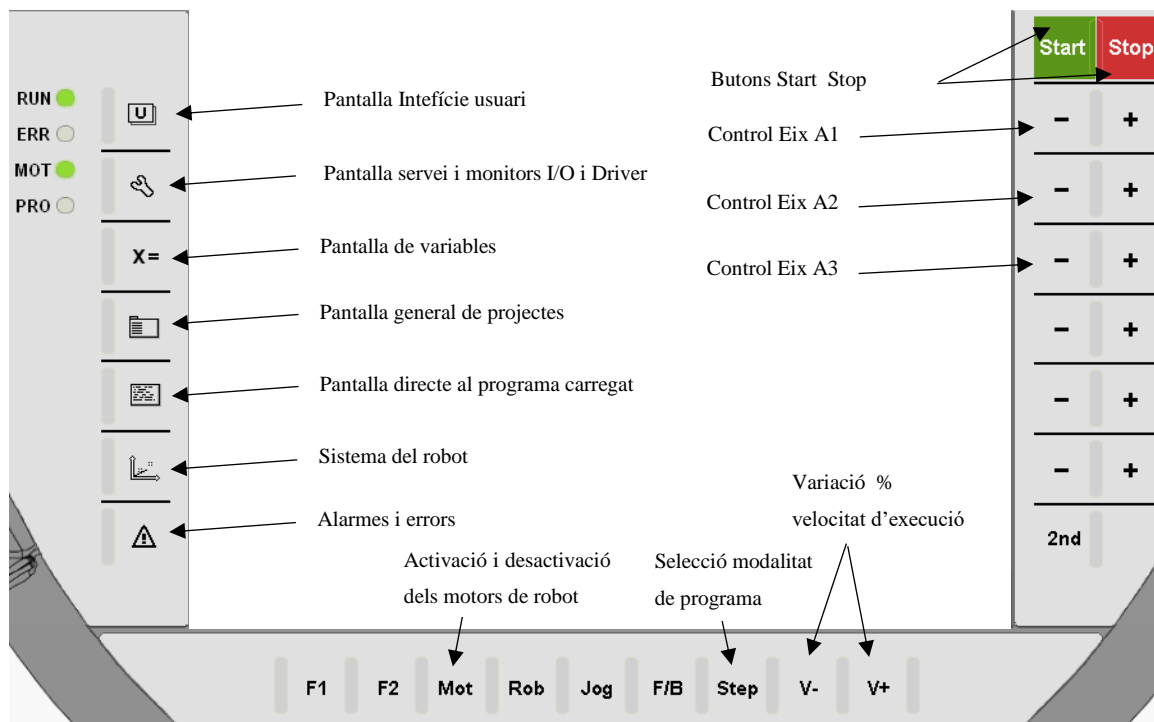 Start Stop
Butons Start  Stop
RUN
U
Pantalla Intefície usuari
ERR
Control Eix A1
- +
MOT
Pantalla servei i monitors I/O i Driver
PRO
Control Eix A2
- +
X=
Pantalla de variables
Control Eix A3
- +
Pantalla general de projectes
- +
Pantalla directe al programa carregat
- +
Sistema del robot
- +
Variació %
velocitat d'execució
Alarmes i errors
2nd
Activació i desactivació
dels motors de robot
Selecció modalitat
de programa
F1 F2 Mot Rob Jog F/B Step V- V+